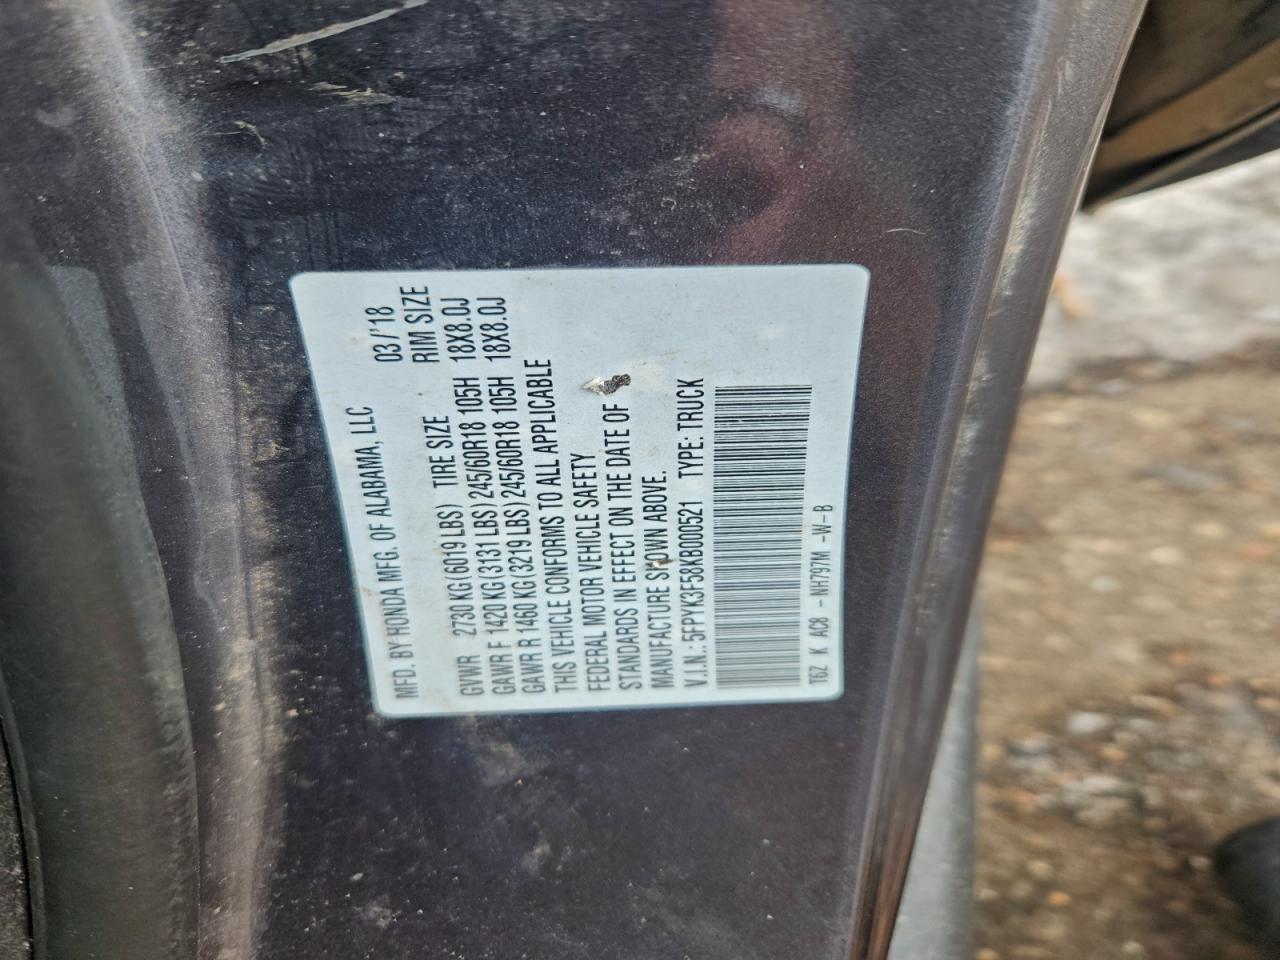 MFD. BY HONDA MFG. OF ALABAMA, LLC 03/'18
GVWR 2730 KG(6019 LBS) TIRE SIZE RIM SIZE
GAWR F 1420 KG(3131 LBS) 245/60R18 105H 18X8.0J
GAWR R 1460 KG(3219 LBS) 245/60R18 105H 18X8.0J
THIS VEHICLE CONFORMS TO ALL APPLICABLE
FEDERAL MOTOR VEHICLE SAFETY
STANDARDS IN EFFECT ON THE DATE OF
MANUFACTURE SHOWN ABOVE.
V.I.N.: 5FPYK3F58KB000521 TYPE: TRUCK
T6Z K AC8 - NH797M -W-B